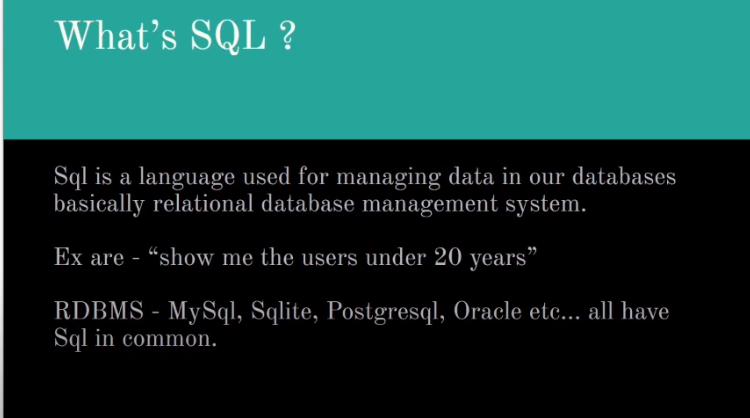 What's SQL ?
Sql is a language used for managing data in our databases
basically relational database management system.
Ex are - “show me the users under 20 years”
RDBMS - MySql, Sqlite, Postgresql, Oracle etc... all have
Sql in common.